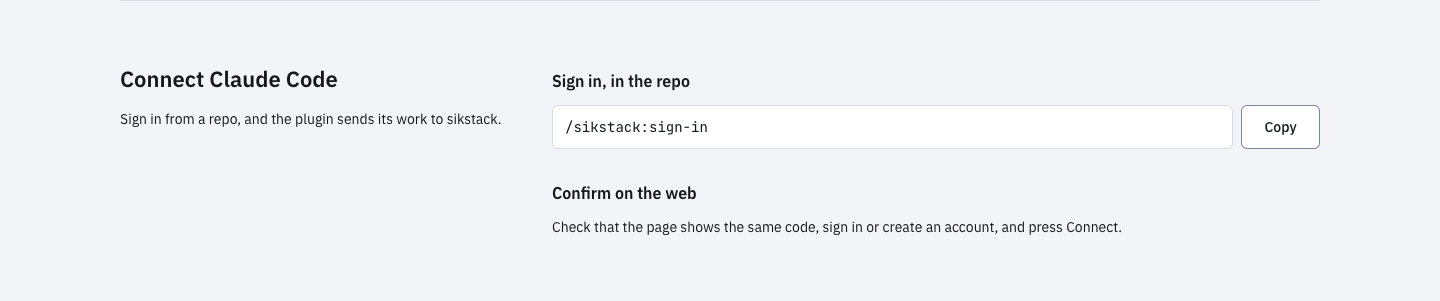 Connect Claude Code
Sign in from a repo, and the plugin sends its work to sikstack.
Sign in, in the repo
/sikstack:sign-in
Copy
Confirm on the web
Check that the page shows the same code, sign in or create an account, and press Connect.